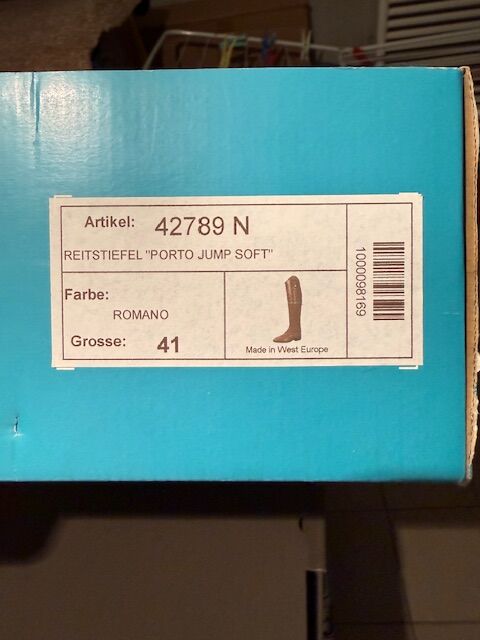 Artikel: 42789 N
REITSTIEFEL "PORTO JUMP SOFT"
Farbe:
ROMANO
Grosse: 41
Made in West Europe
1000098169